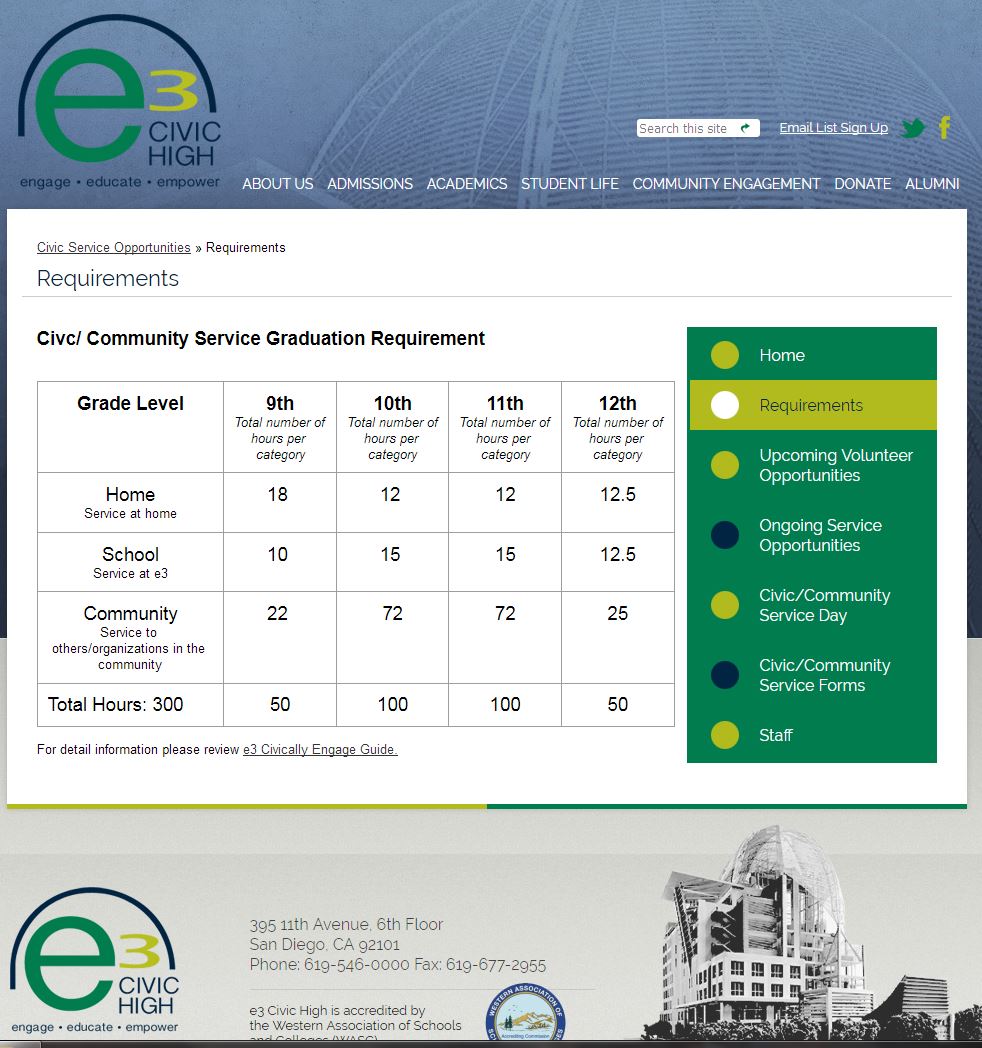 e3
CIVIC
HIGH
engage • educate • empower
Search this site
Email List Sign Up
ABOUT US ADMISSIONS ACADEMICS STUDENT LIFE COMMUNITY ENGAGEMENT DONATE ALUMNI
Civic Service Opportunities » Requirements
Requirements
Civc/ Community Service Graduation Requirement
Grade Level 9th 10th 11th 12th
Total number of Total number of Total number of Total number of
hours per hours per hours per hours per
category category category category
Home 18 12 12 12.5
Service at home
School 10 15 15 12.5
Service at e3
Community 22 72 72 25
Service to
others/organizations in the
community
Total Hours: 300 50 100 100 50
For detail information please review e3 Civically Engage Guide.
Home
Requirements
Upcoming Volunteer
Opportunities
Ongoing Service
Opportunities
Civic/Community
Service Day
Civic/Community
Service Forms
Staff
e3
CIVIC
HIGH
engage • educate • empower
395 11th Avenue, 6th Floor
San Diego, CA 92101
Phone: 619-546-0000 Fax: 619-677-2955
e3 Civic High is accredited by
the Western Association of Schools
and Colleges (WASC)
WESTERN ASSOCIATION OF
Accrediting Commission